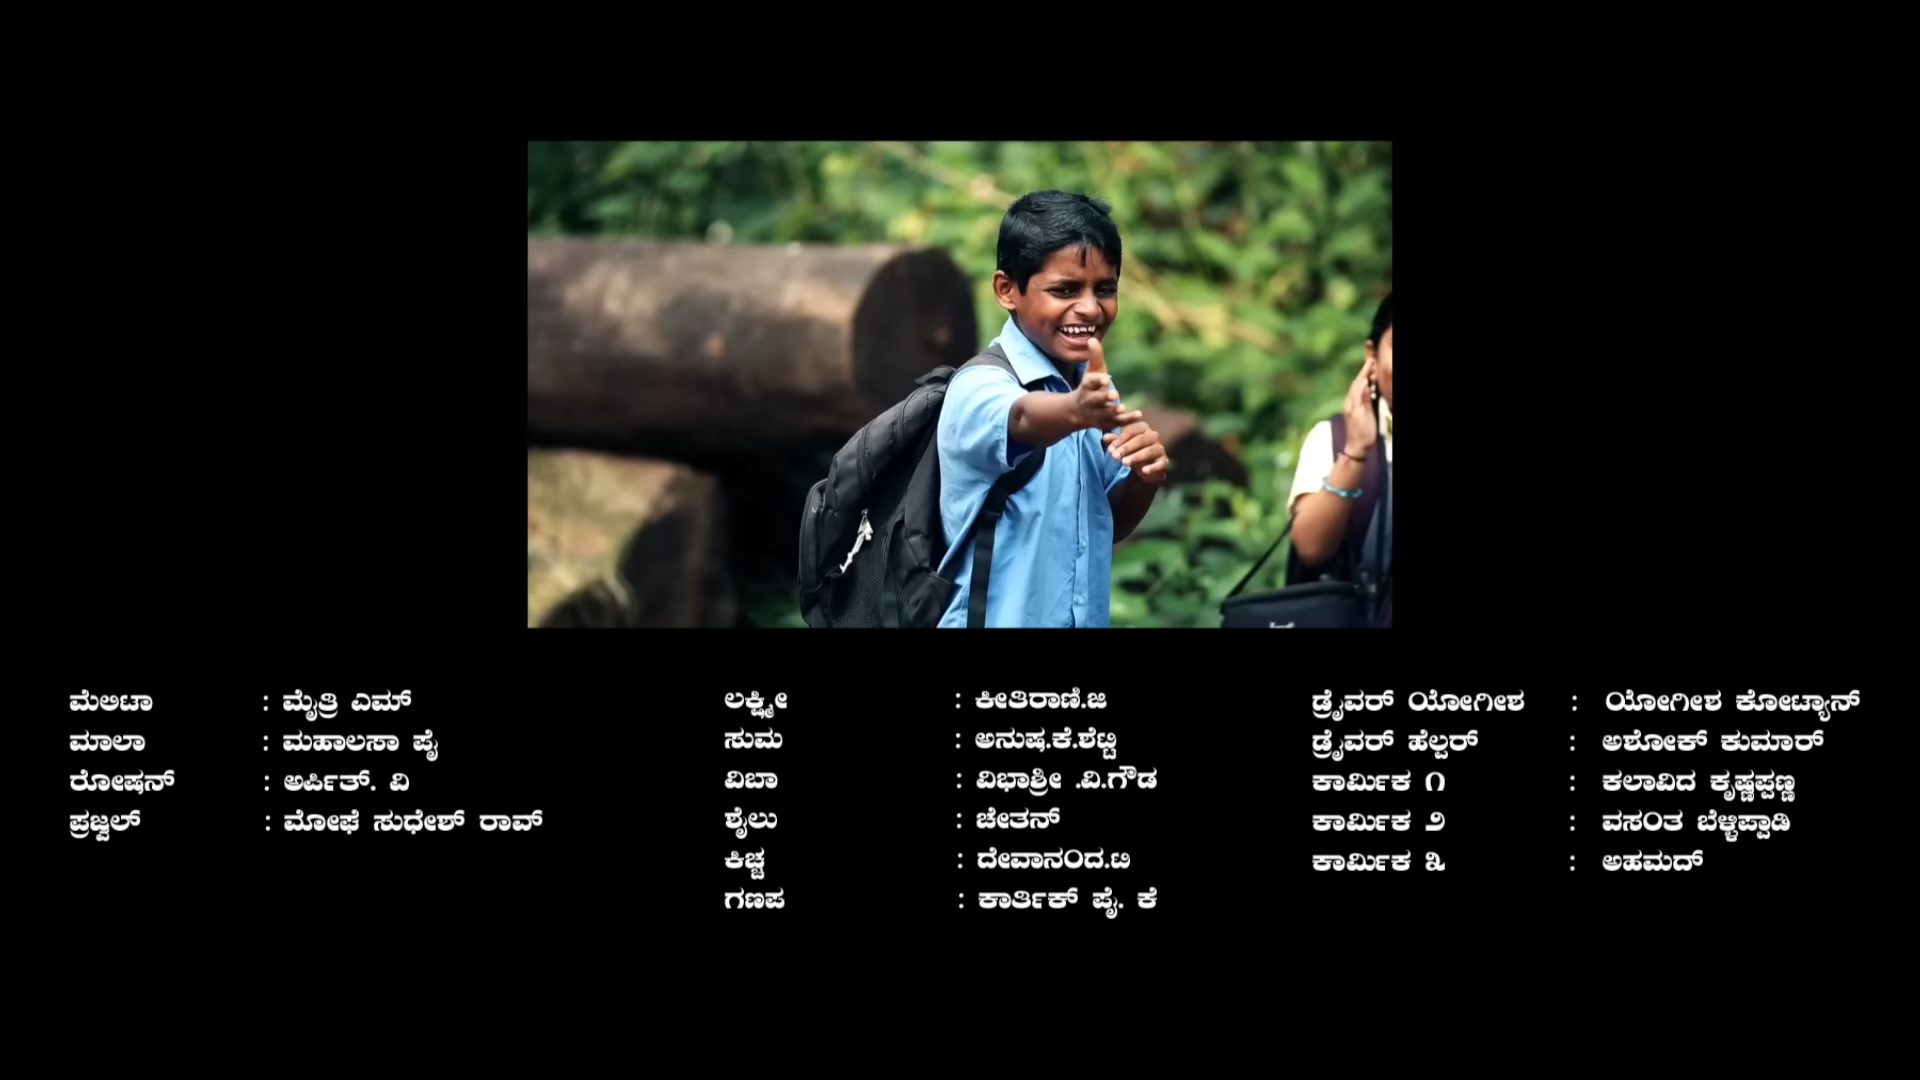 ಮೆಲಿಟಾ : ಮೈತ್ರಿ ಎಮ್
ಮಾಲಾ : ಮಹಾಲಸಾ ಪೈ
ರೋಷನ್ : ಅರ್ಪಿತ್. ವಿ
ಪ್ರಜ್ವಲ್ : ಮೋಘೆ ಸುಧೇಶ್ ರಾವ್
ಲಕ್ಷ್ಮೀ : ಕೀರ್ತಿರಾಣಿ.ಜಿ
ಸುಮ : ಅನುಷ.ಕೆ.ಶೆಟ್ಟಿ
ವಿಬಾ : ವಿಭಾಶ್ರೀ .ವಿ.ಗೌಡ
ಶೈಲು : ಚೇತನ್
ಕಿಚ್ಚ : ದೇವಾನಂದ.ಟಿ
ಗಣಪ : ಕಾರ್ತಿಕ್ ಪೈ. ಕೆ
ಡ್ರೈವರ್ ಯೋಗೀಶ : ಯೋಗೀಶ ಕೋಟ್ಯಾನ್
ಡ್ರೈವರ್ ಹೆಲ್ಪರ್ : ಅಶೋಕ್ ಕುಮಾರ್
ಕಾರ್ಮಿಕ ೧ : ಕಲಾವಿದ ಕೃಷ್ಣಪ್ಪಣ್ಣ
ಕಾರ್ಮಿಕ ೨ : ವಸಂತ ಬೆಳ್ಳಿಪ್ಪಾಡಿ
ಕಾರ್ಮಿಕ ೩ : ಅಹಮದ್